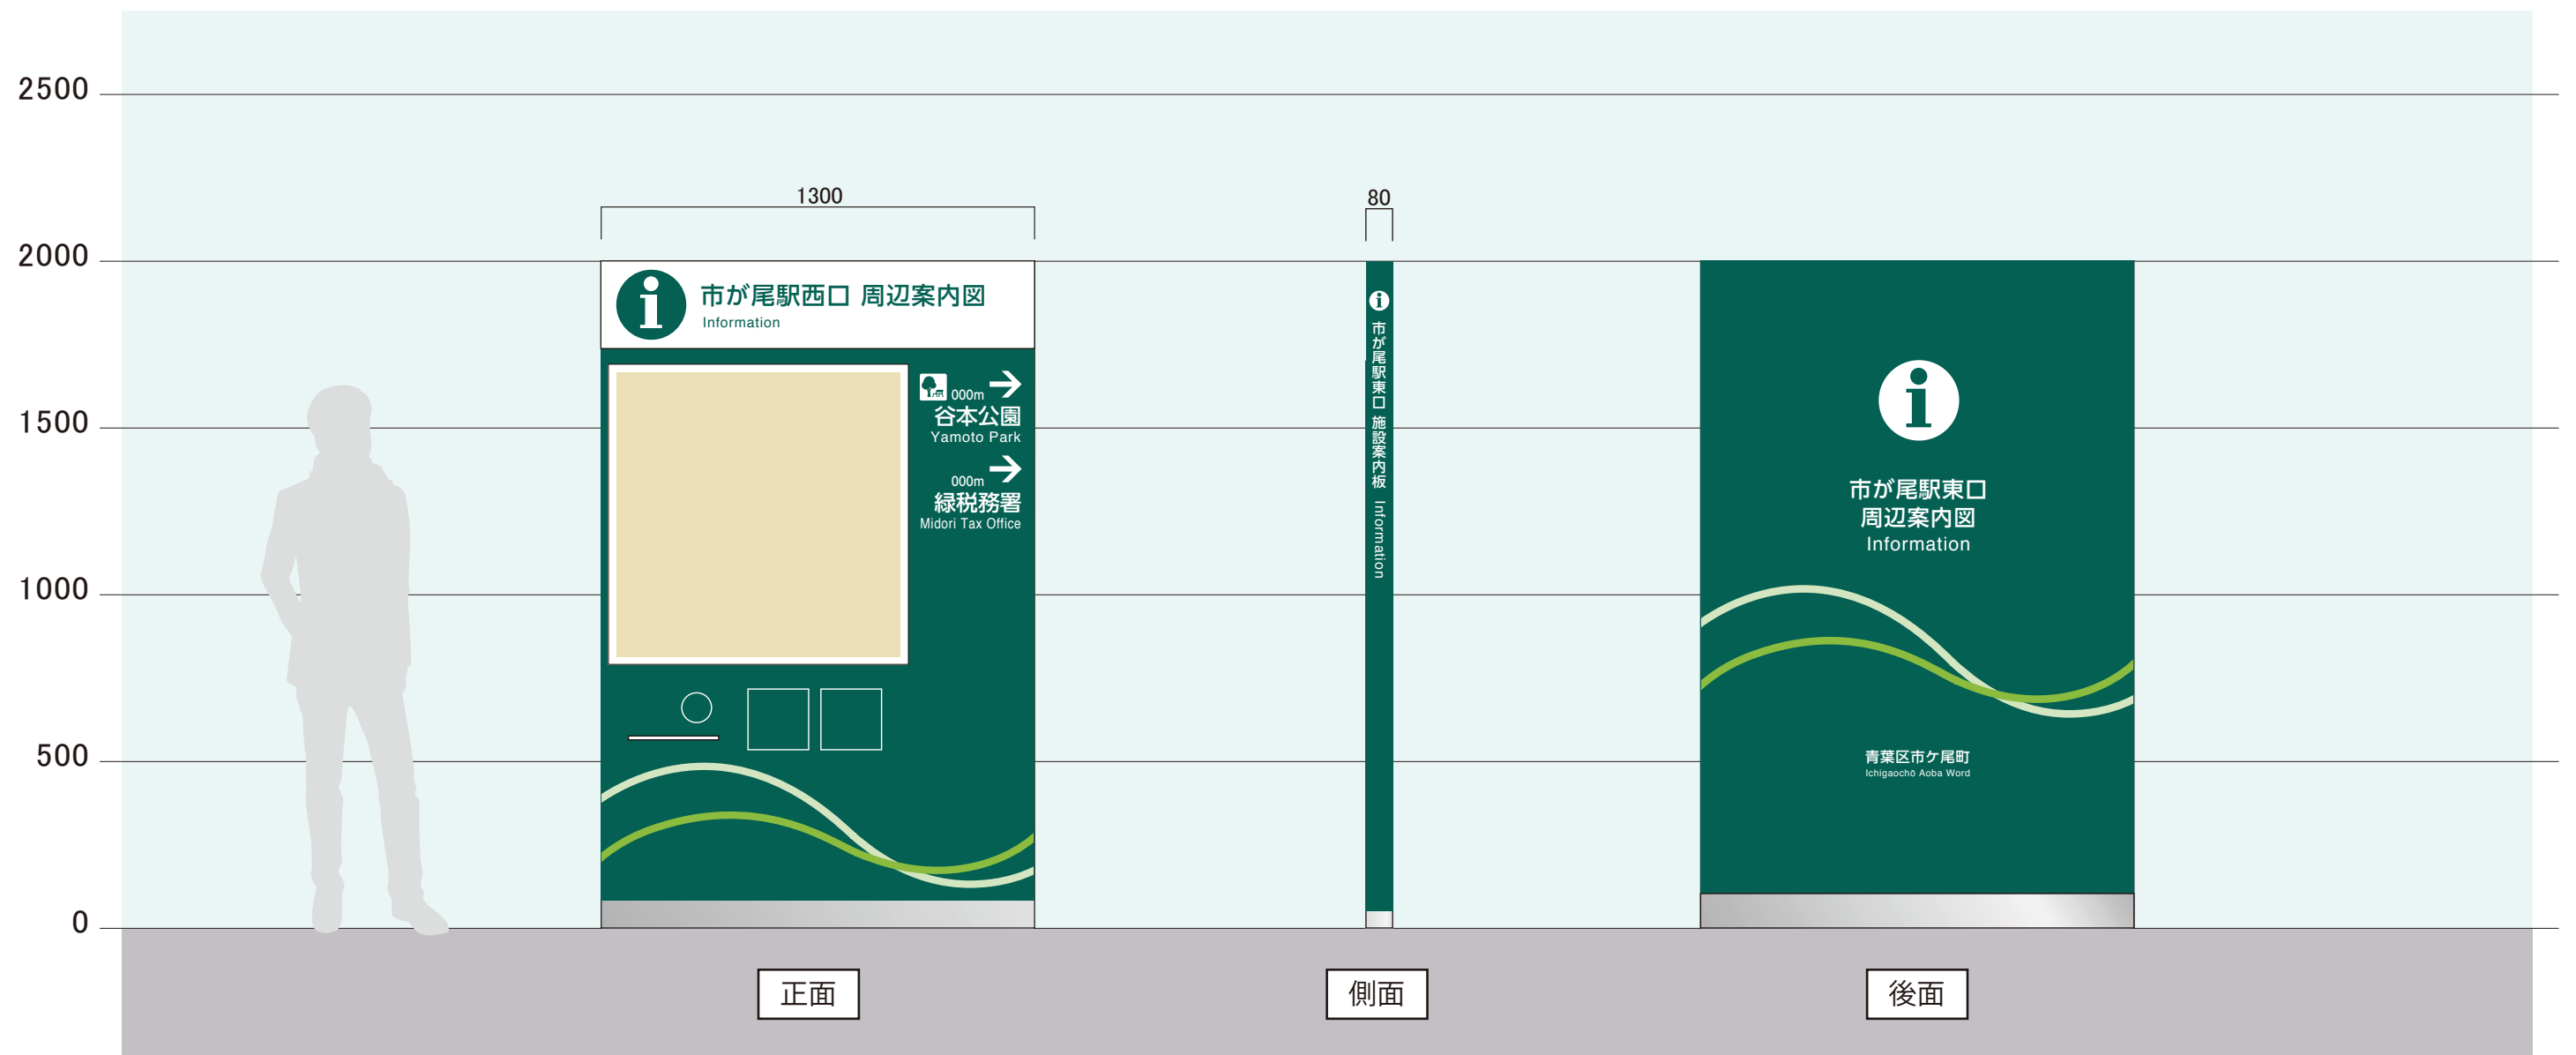 2500
2000
1500
1000
500
0
1300
市が尾駅西口 周辺案内図
Information
000m
谷本公園
Yamoto Park
000m
緑税務署
Midori Tax Office
正面
80
市が尾駅東口 施設案内板 Information
側面
市が尾駅東口
周辺案内図
Information
青葉区市ケ尾町
Ichigaochō Aoba Word
後面